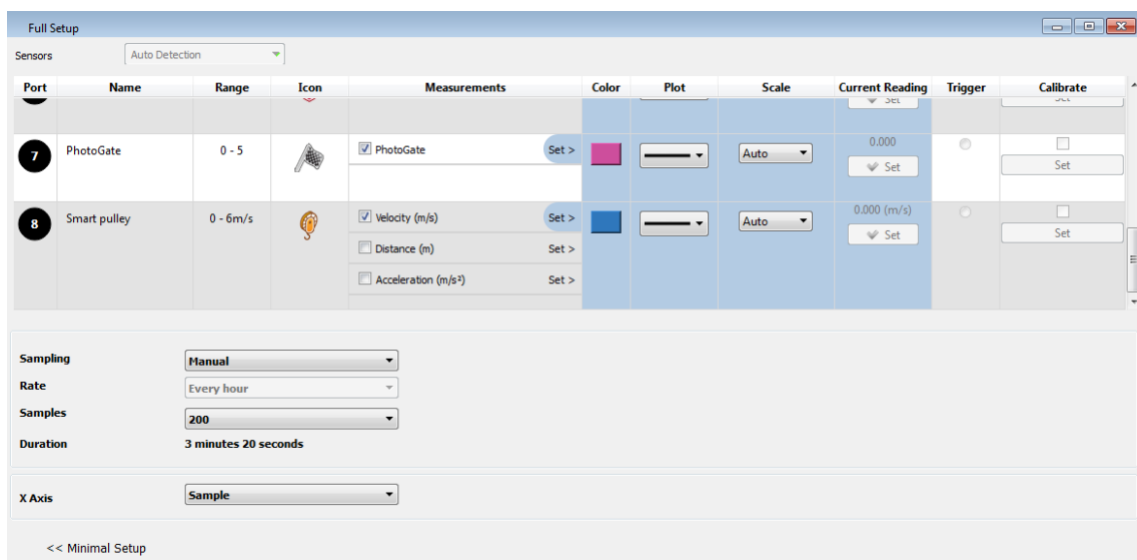 Full Setup
Sensors Auto Detection
Port Name Range Icon Measurements Color Plot Scale Current Reading Trigger Calibrate
Set
7 PhotoGate 0 - 5 PhotoGate Set > Auto 0.000
Set Set
8 Smart pulley 0 - 6m/s Velocity (m/s) Set > Auto 0.000 (m/s)
Set Set
Distance (m) Set >
Acceleration (m/s²) Set >
Sampling Manual
Rate Every hour
Samples 200
Duration 3 minutes 20 seconds
X Axis Sample
<< Minimal Setup